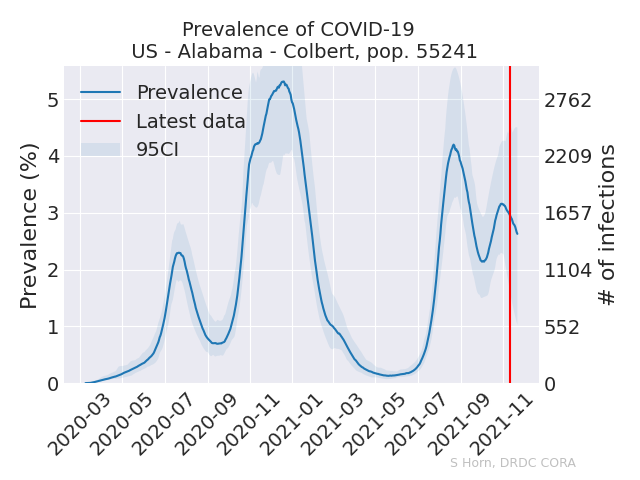 Prevalence of COVID-19
US - Alabama - Colbert, pop. 55241
Prevalence
Latest data
95CI
Prevalence (%)
5
4
3
2
1
0
2762
2209
1657
1104
552
0
# of infections
2020-03
2020-05
2020-07
2020-09
2020-11
2021-01
2021-03
2021-05
2021-07
2021-09
2021-11
S Horn, DRDC CORA